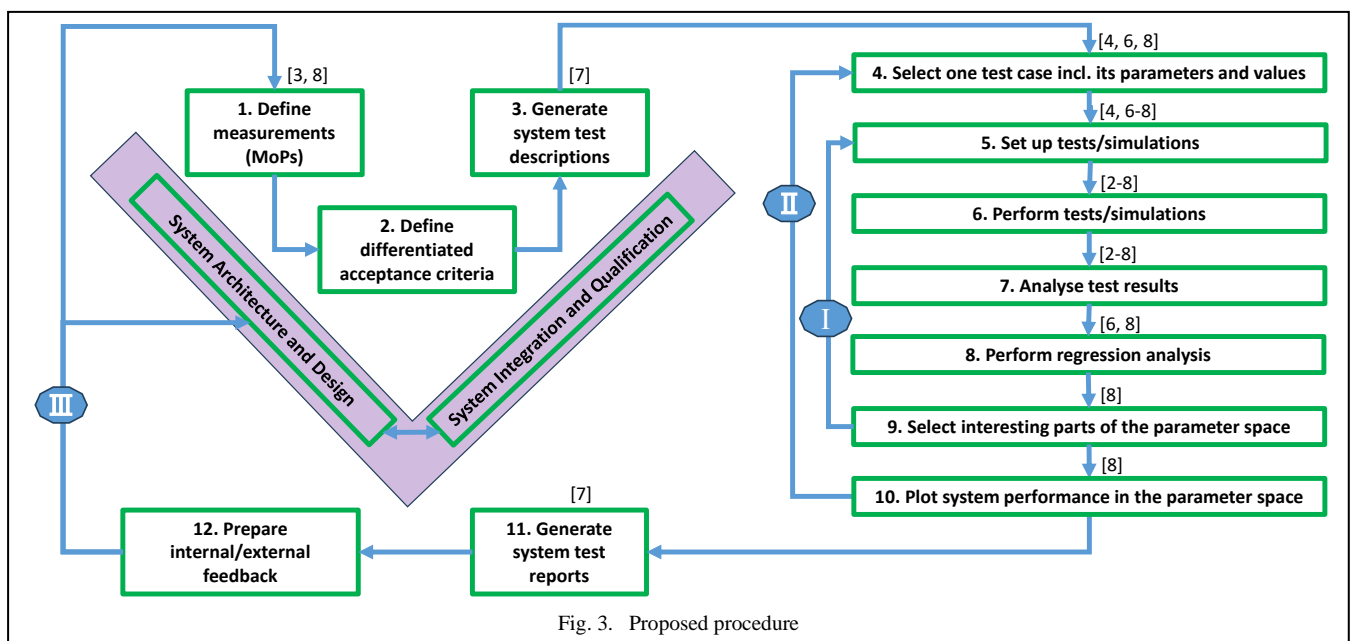 [3, 8]
1. Define
measurements
(MoPs)
2. Define
differentiated
acceptance criteria
[7]
3. Generate
system test
descriptions
System Architecture and Design
System Integration and Qualification
[4, 6, 8]
4. Select one test case incl. its parameters and values
[4, 6-8]
5. Set up tests/simulations
[2-8]
6. Perform tests/simulations
[2-8]
7. Analyse test results
[6, 8]
8. Perform regression analysis
[8]
9. Select interesting parts of the parameter space
[8]
10. Plot system performance in the parameter space
I
II
III
[7]
11. Generate
system test
reports
12. Prepare
internal/external
feedback
Fig. 3. Proposed procedure